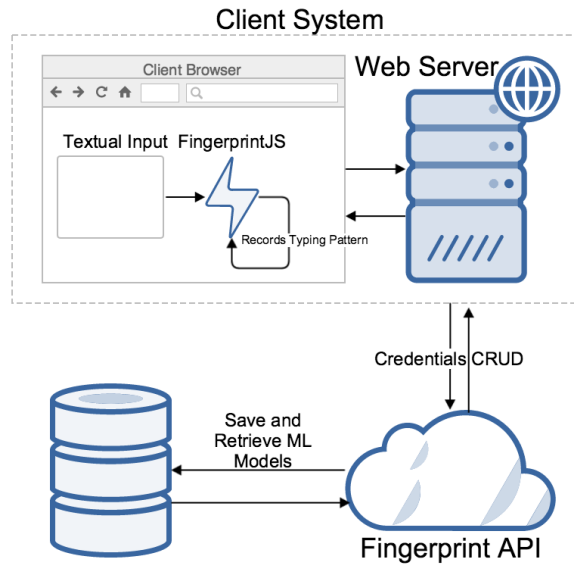 Client System
Client Browser
Web Server
Textual Input
FingerprintJS
Records Typing Pattern
Credentials CRUD
Save and
Retrieve ML
Models
Fingerprint API